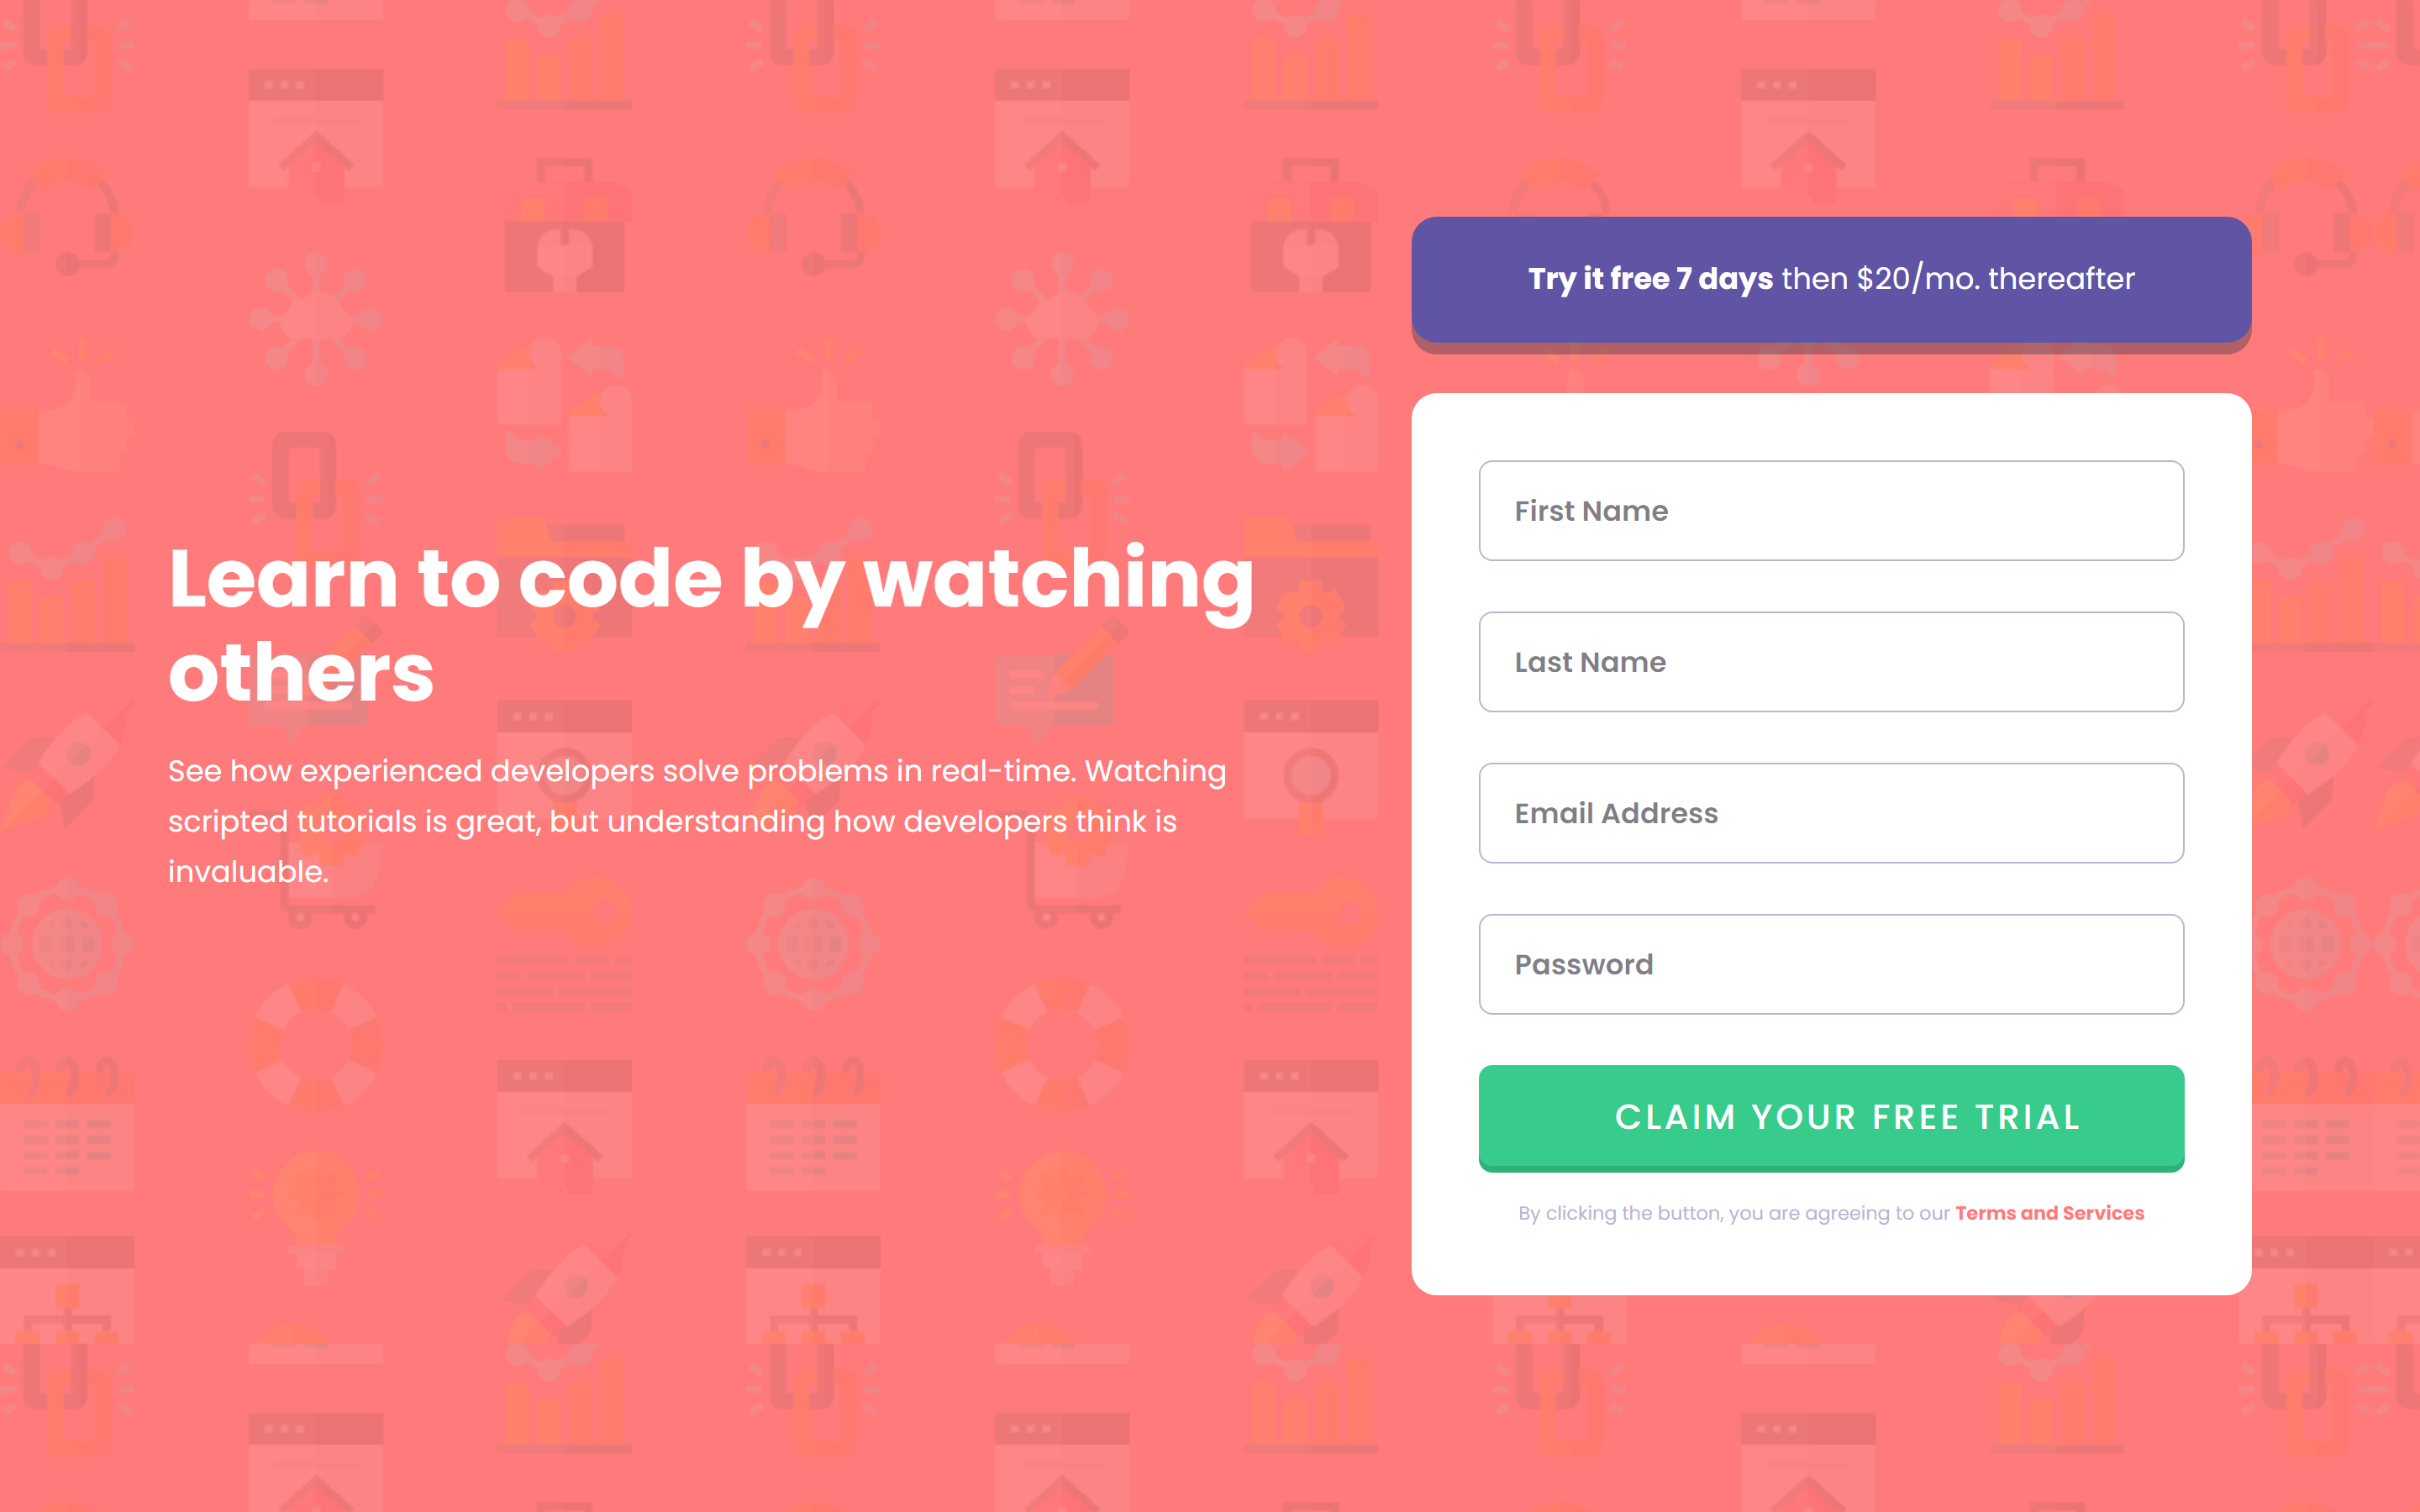 Learn to code by watching
others
See how experienced developers solve problems in real-time. Watching
scripted tutorials is great, but understanding how developers think is
invaluable.
Try it free 7 days then $20/mo. thereafter
First Name
Last Name
Email Address
Password
CLAIM YOUR FREE TRIAL
By clicking the button, you are agreeing to our Terms and Services